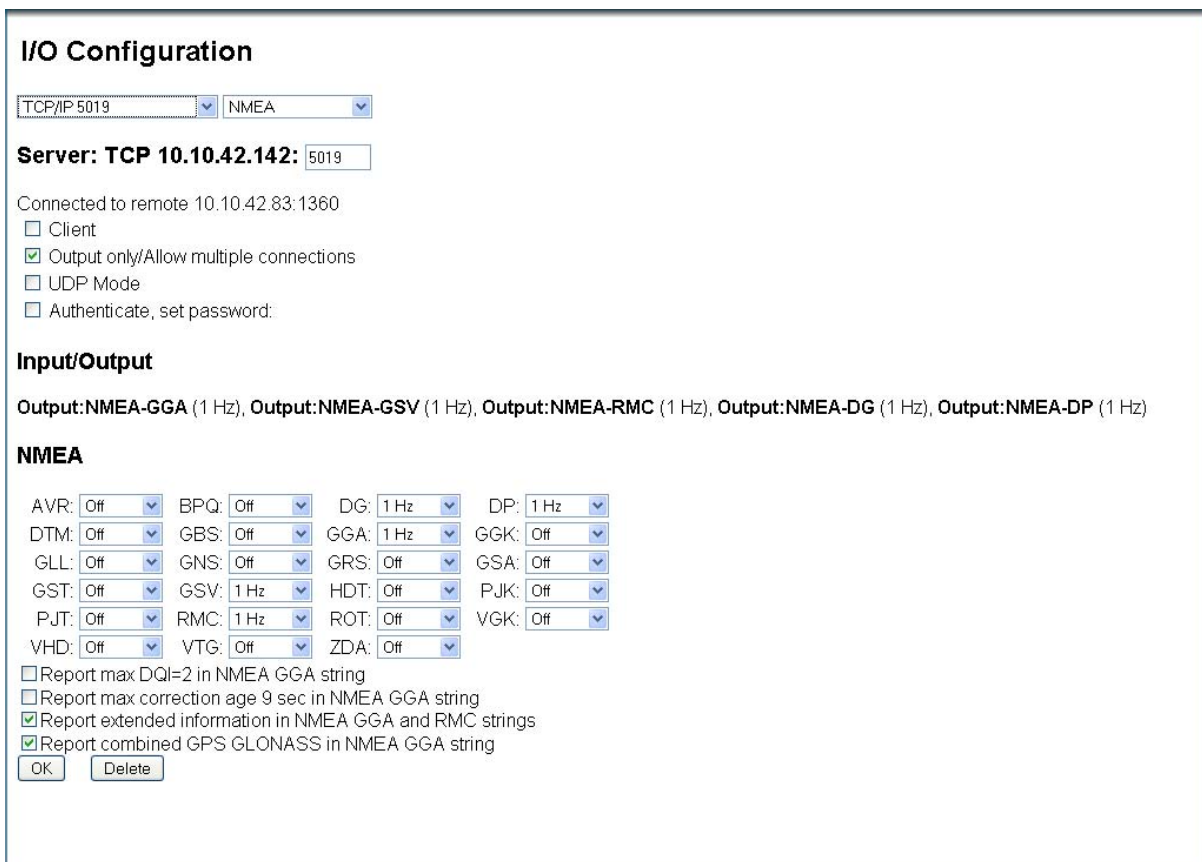 I/O Configuration
TCP/IP 5019 NMEA
Server: TCP 10.10.42.142: 5019
Connected to remote 10.10.42.83:1360
Client
Output only/Allow multiple connections
UDP Mode
Authenticate, set password:
Input/Output
Output:NMEA-GGA (1 Hz), Output:NMEA-GSV (1 Hz), Output:NMEA-RMC (1 Hz), Output:NMEA-DG (1 Hz), Output:NMEA-DP (1 Hz)
NMEA
AVR: Off BPQ: Off DG: 1 Hz DP: 1 Hz
DTM: Off GBS: Off GGA: 1 Hz GGK: Off
GLL: Off GNS: Off GRS: Off GSA: Off
GST: Off GSV: 1 Hz HDT: Off PJK: Off
PJT: Off RMC: 1 Hz ROT: Off VGK: Off
VHD: Off VTG: Off ZDA: Off
Report max DQI=2 in NMEA GGA string
Report max correction age 9 sec in NMEA GGA string
Report extended information in NMEA GGA and RMC strings
Report combined GPS GLONASS in NMEA GGA string
OK Delete